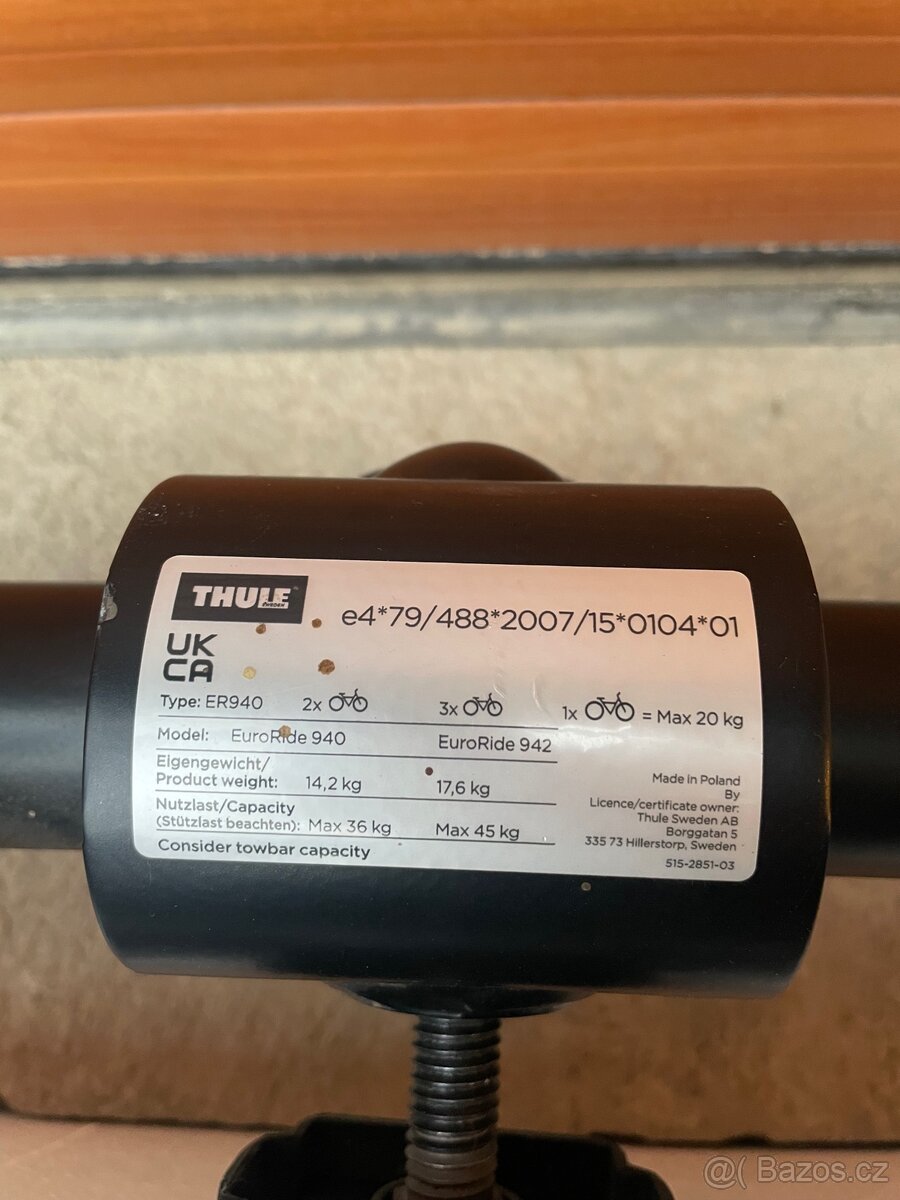 THULE
SWEDEN
e4*79/488*2007/15*0104*01
UK
CA
Type: ER940 2x 3x 1x = Max 20 kg
Model: EuroRide 940 EuroRide 942
Eigengewicht/
Product weight: 14,2 kg 17,6 kg
Nutzlast/Capacity
(Stützlast beachten): Max 36 kg Max 45 kg
Consider towbar capacity
Made in Poland
By
Licence/certificate owner:
Thule Sweden AB
Borggatan 5
335 73 Hillerstorp, Sweden
515-2851-03
@( Bazos.cz